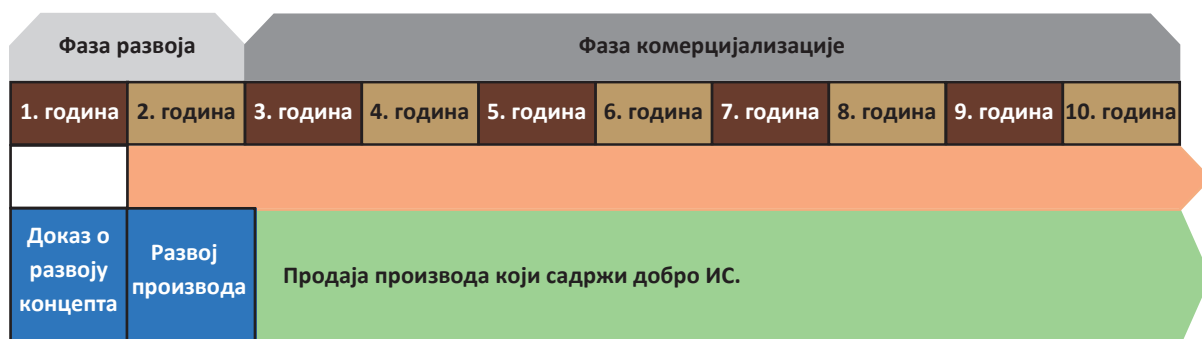 Фаза развоја
Фаза комерцијализације
1. година
2. година
3. година
4. година
5. година
6. година
7. година
8. година
9. година
10. година
Доказ о
развоју
концепта
Развој
производа
Продаја производа који садржи добро ИС.